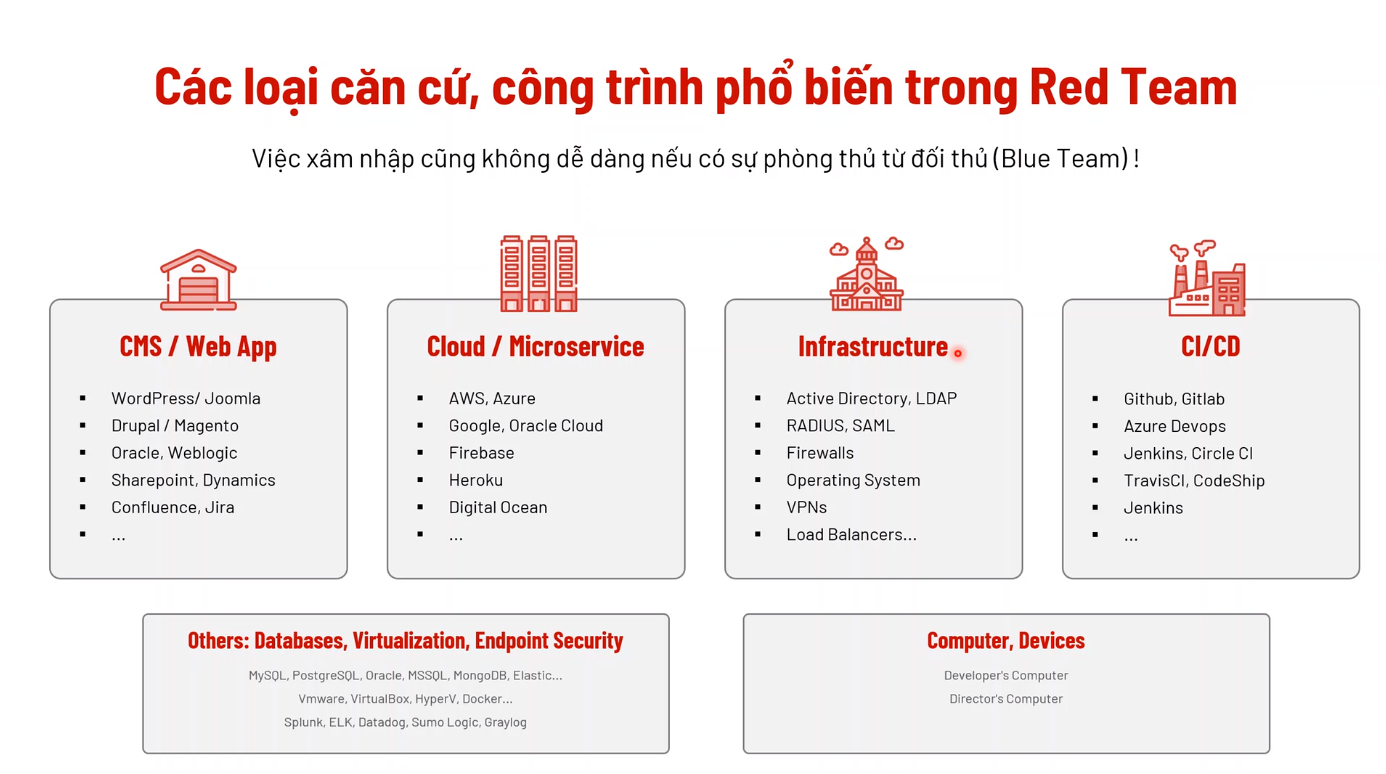 Các loại căn cứ, công trình phổ biến trong Red Team
Việc xâm nhập cũng không dễ dàng nếu có sự phòng thủ từ đối thủ (Blue Team) !
CMS / Web App
▪ WordPress/ Joomla
▪ Drupal / Magento
▪ Oracle, Weblogic
▪ Sharepoint, Dynamics
▪ Confluence, Jira
▪ ...
Cloud / Microservice
▪ AWS, Azure
▪ Google, Oracle Cloud
▪ Firebase
▪ Heroku
▪ Digital Ocean
▪ ...
Infrastructure
▪ Active Directory, LDAP
▪ RADIUS, SAML
▪ Firewalls
▪ Operating System
▪ VPNs
▪ Load Balancers...
CI/CD
▪ Github, Gitlab
▪ Azure Devops
▪ Jenkins, Circle CI
▪ TravisCI, CodeShip
▪ Jenkins
▪ ...
Others: Databases, Virtualization, Endpoint Security
MySQL, PostgreSQL, Oracle, MSSQL, MongoDB, Elastic...
Vmware, VirtualBox, HyperV, Docker...
Splunk, ELK, Datadog, Sumo Logic, Graylog
Computer, Devices
Developer's Computer
Director's Computer